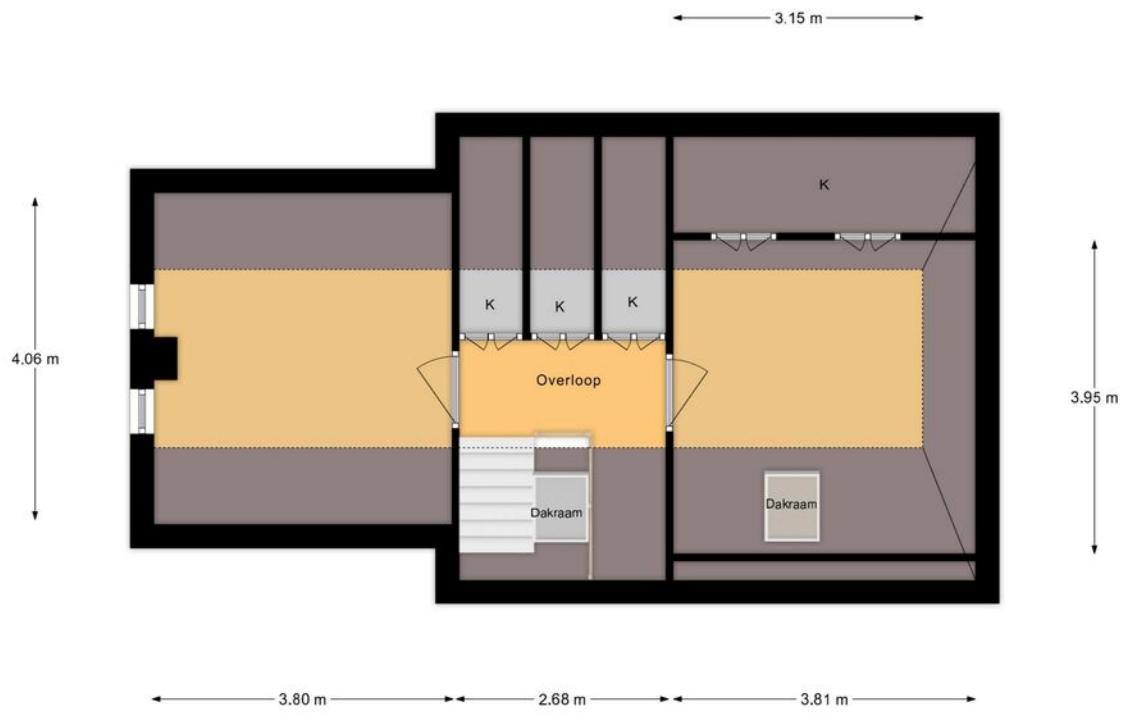 3.15 m
K
K
K
K
4.06 m
Overloop
3.95 m
Dakraam
Dakraam
3.80 m
2.68 m
3.81 m